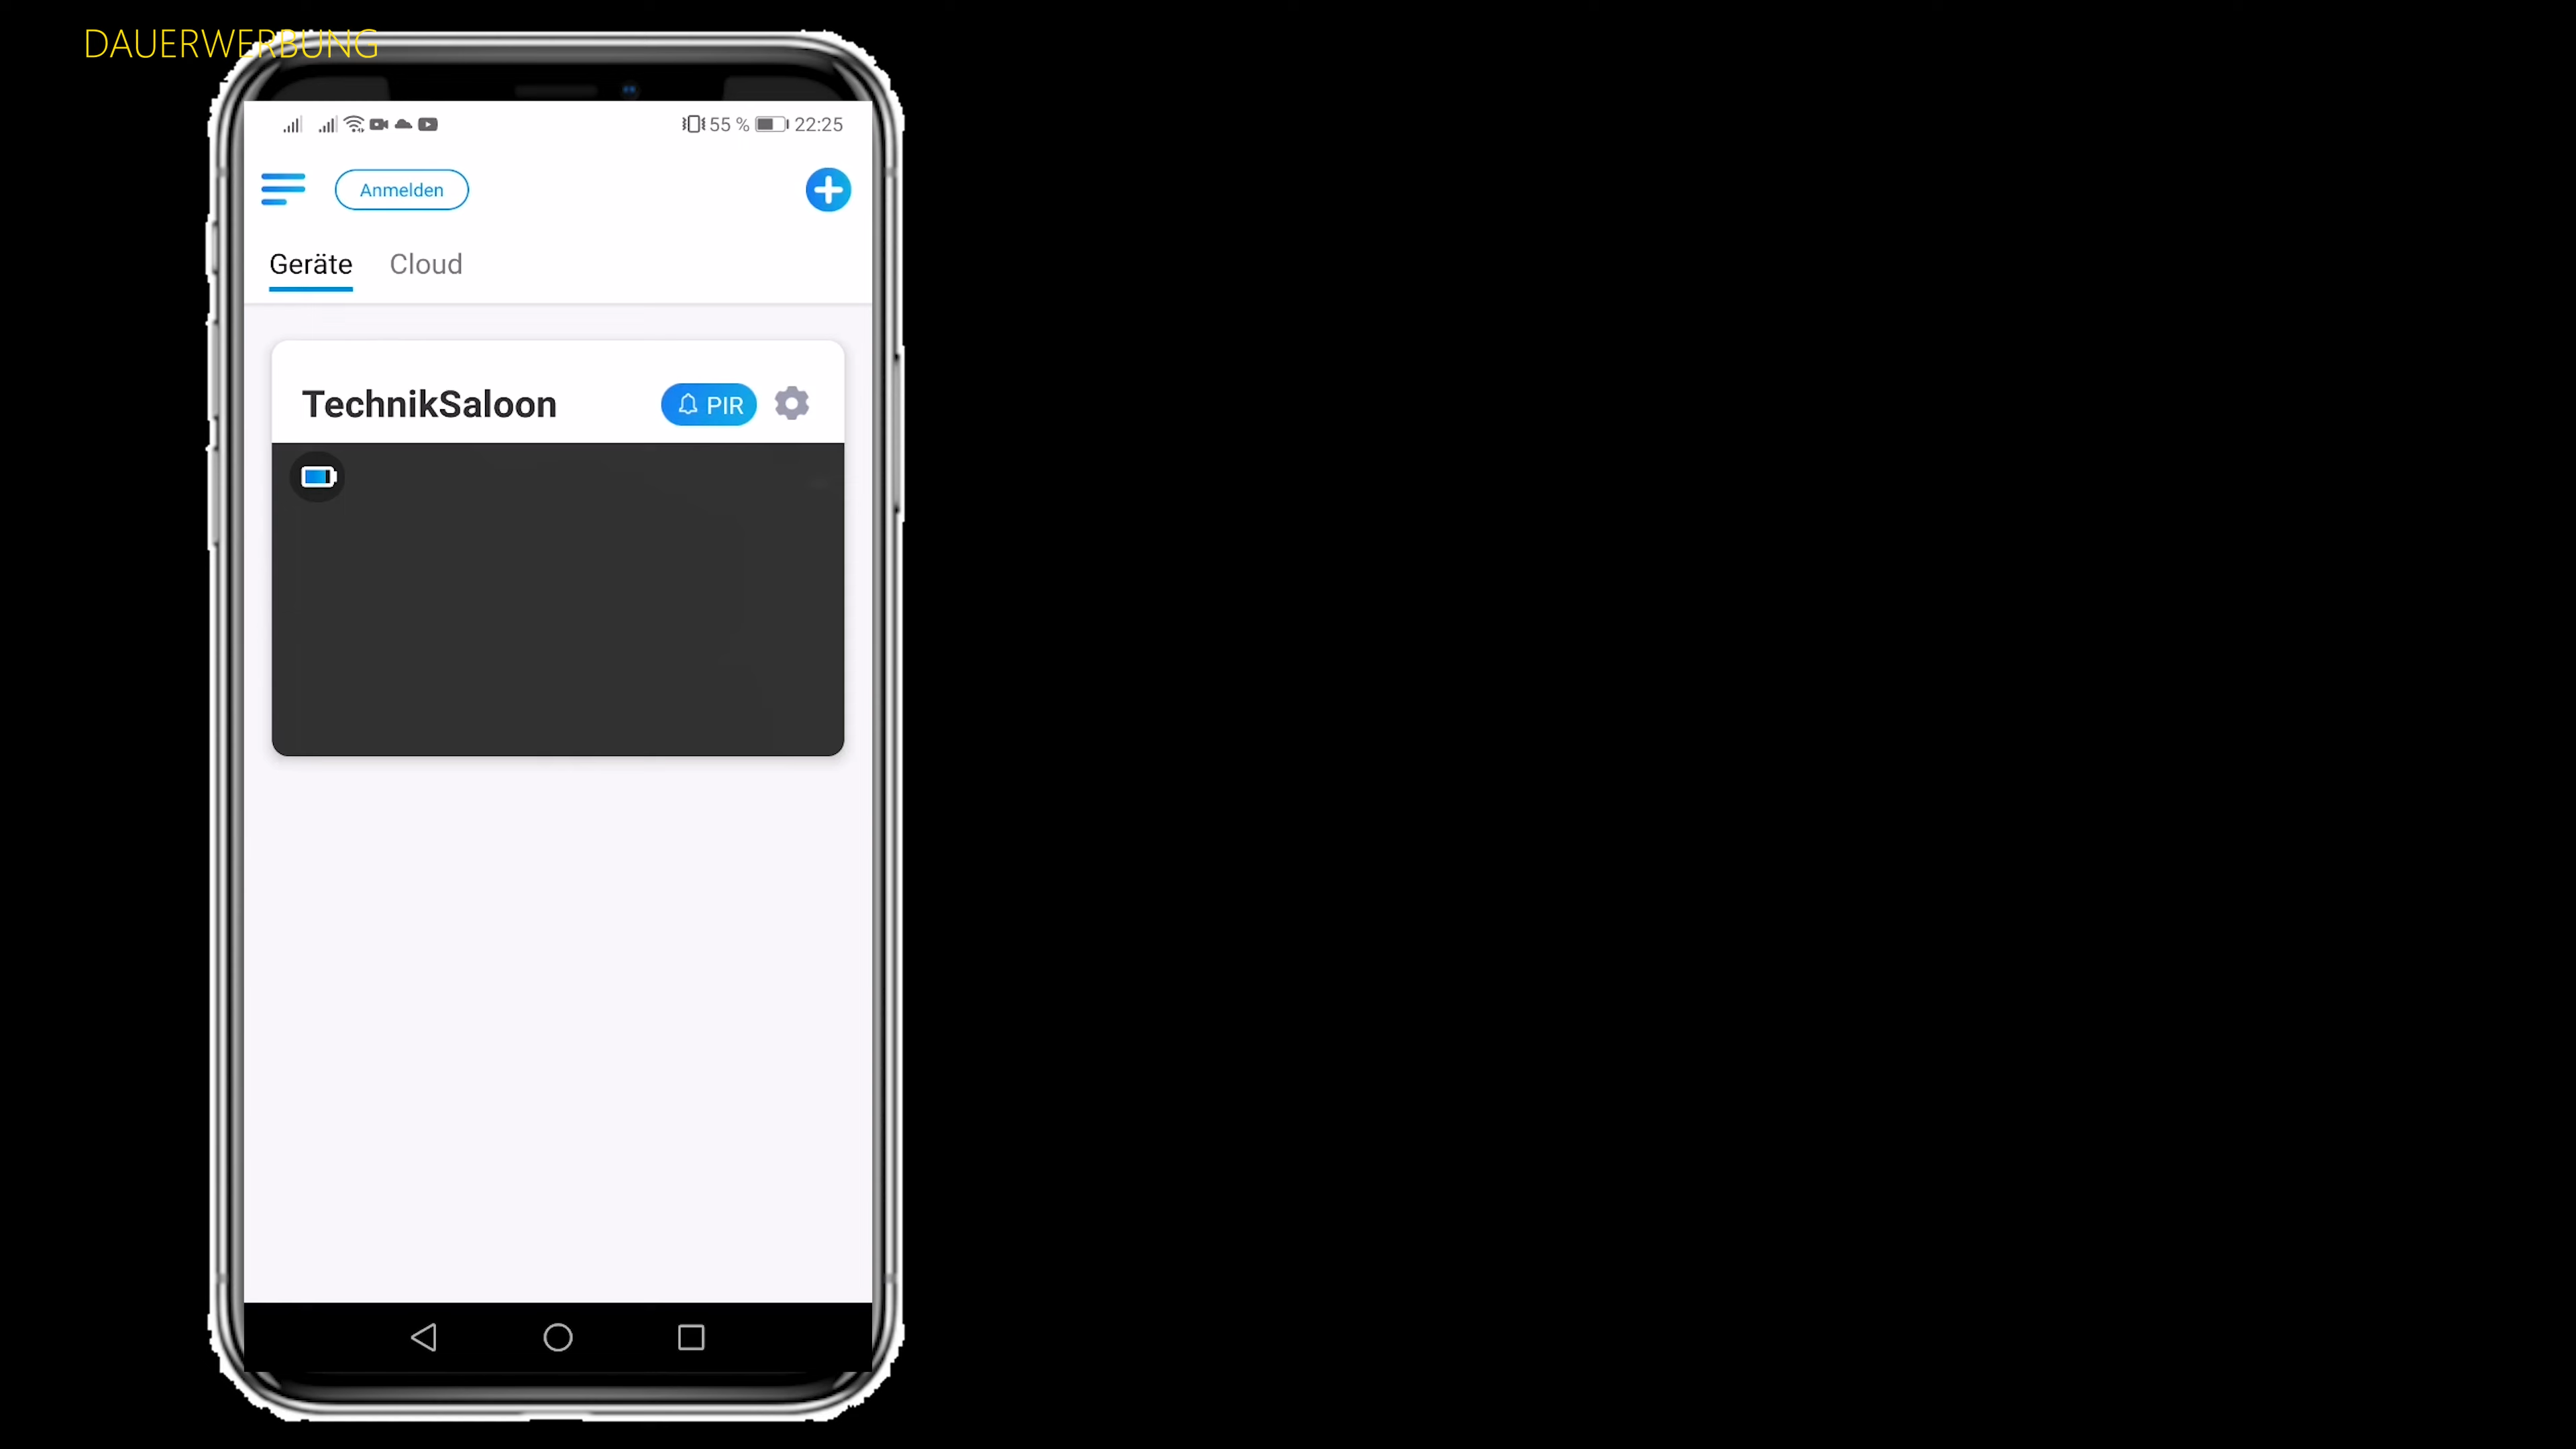 DAUERWERBUNG
55 % 22:25
Anmelden
Geräte Cloud
TechnikSaloon PIR